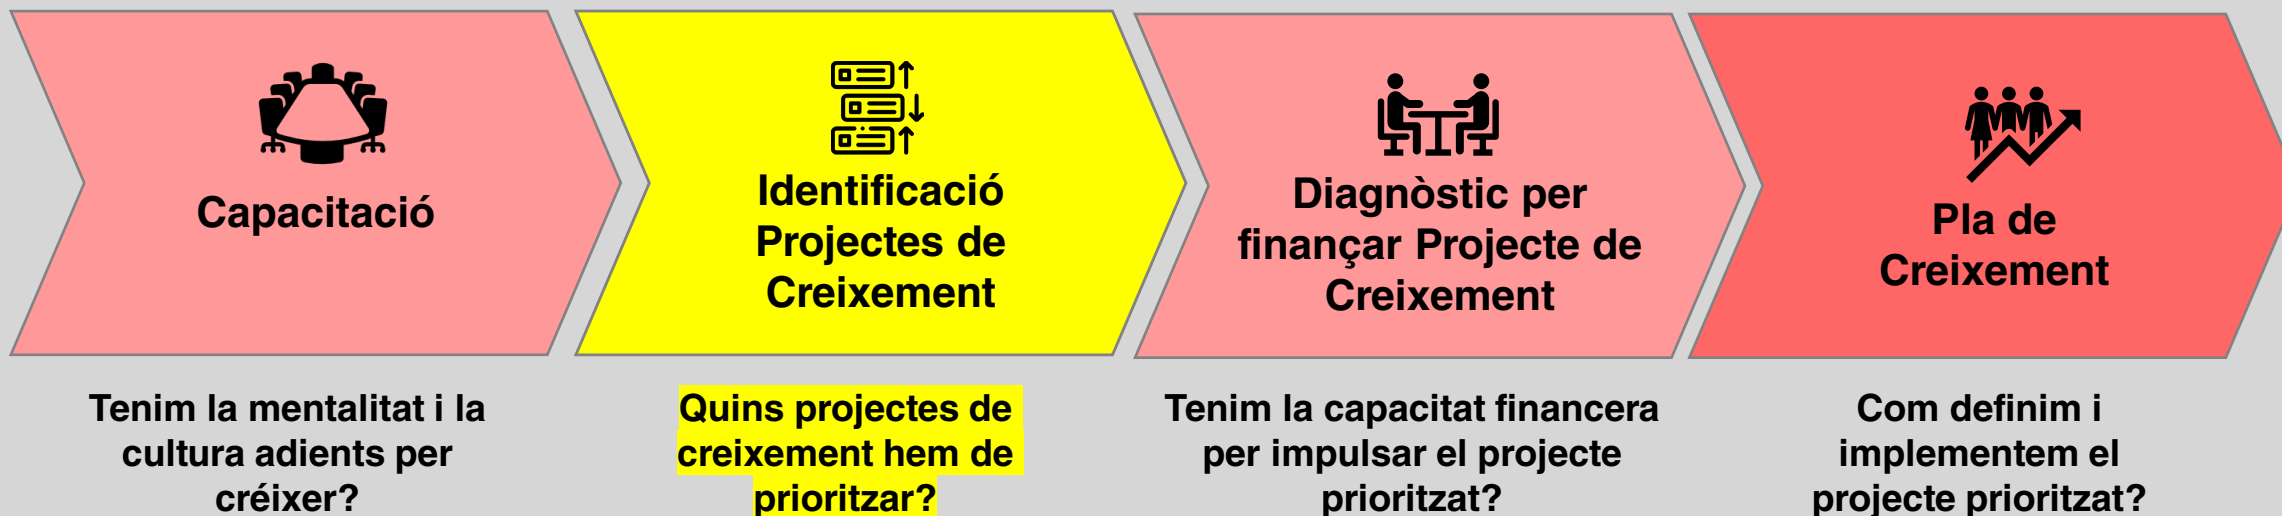 Capacitació
Identificació
Projectes de
Creixement
Diagnòstic per
finançar Projecte de
Creixement
Pla de
Creixement
Tenim la mentalitat i la
cultura adients per
créixer?
Quins projectes de
creixement hem de
prioritzar?
Tenim la capacitat financera
per impulsar el projecte
prioritzat?
Com definim i
implementem el
projecte prioritzat?